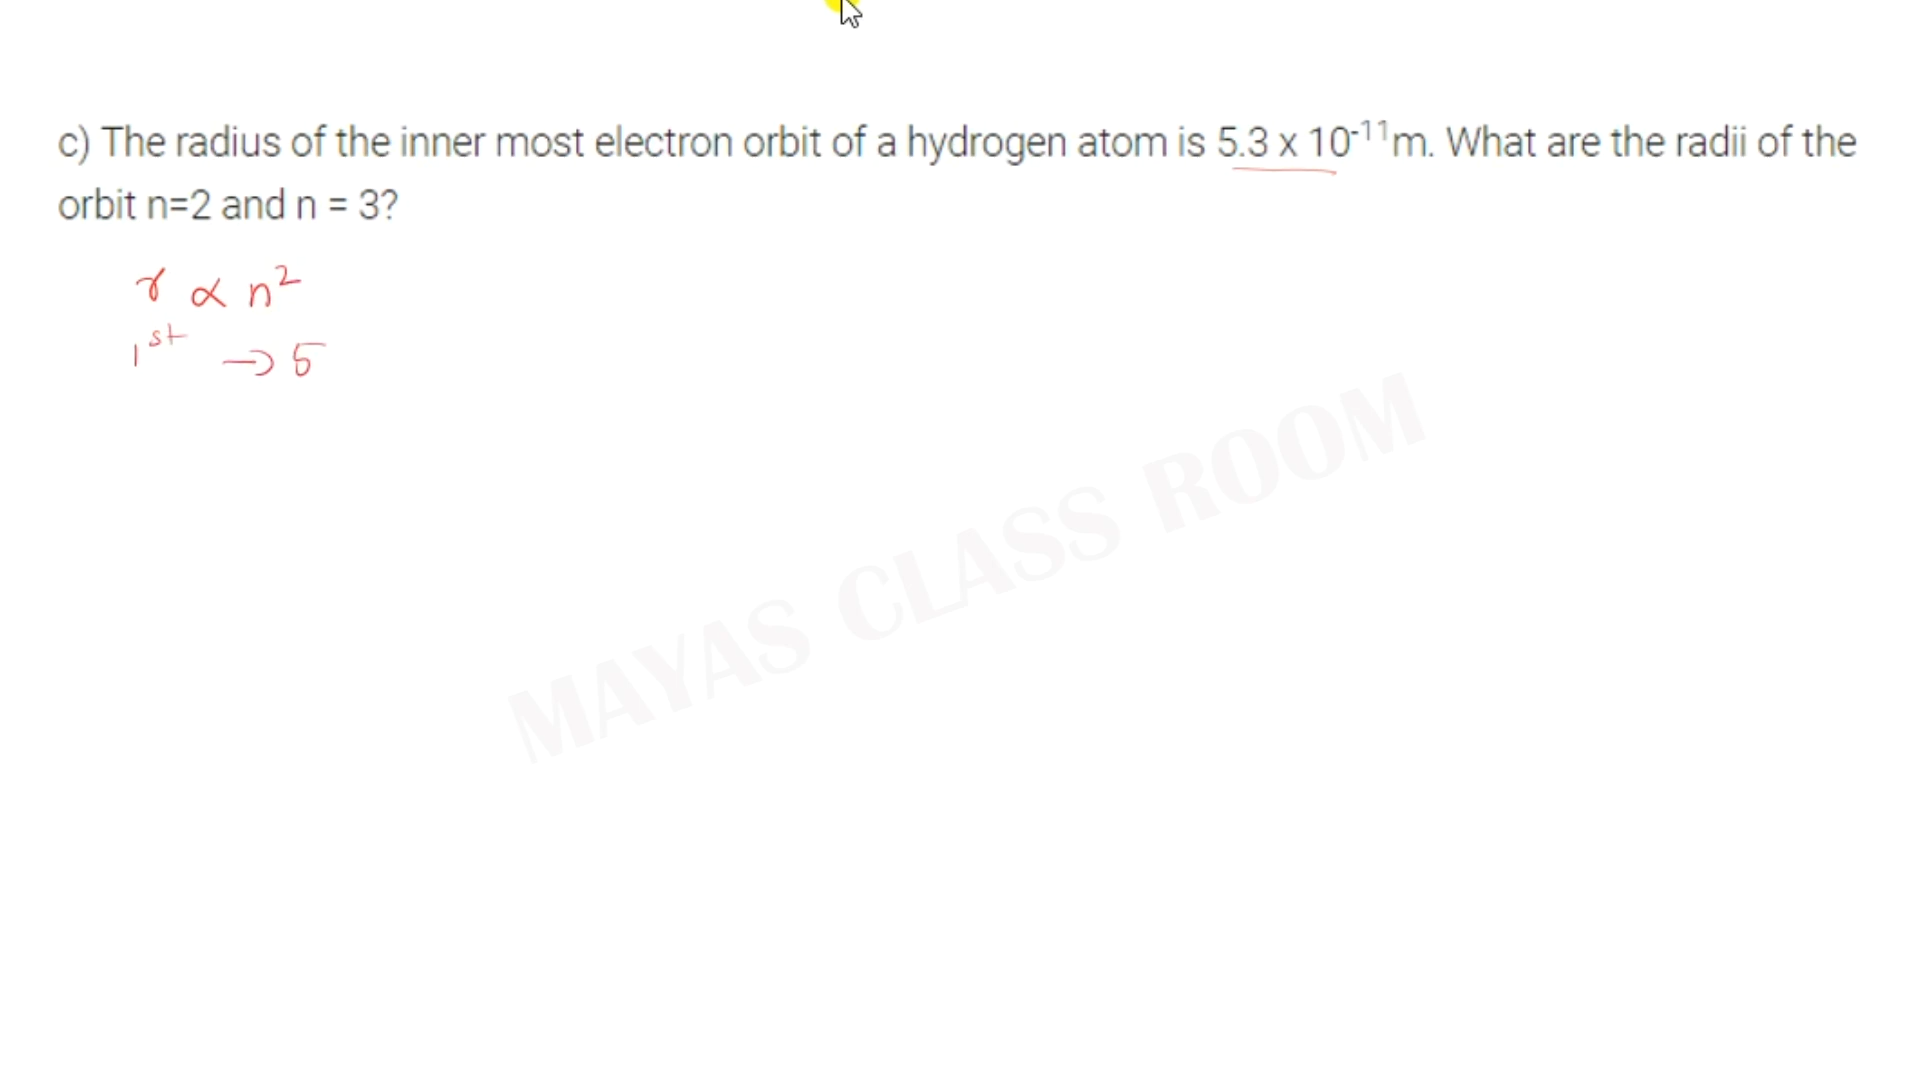 c) The radius of the inner most electron orbit of a hydrogen atom is 5.3 x 10⁻¹¹m. What are the radii of the
orbit n=2 and n = 3?
r ∝ n²
1ˢᵗ → 5
MAYAS CLASS ROOM